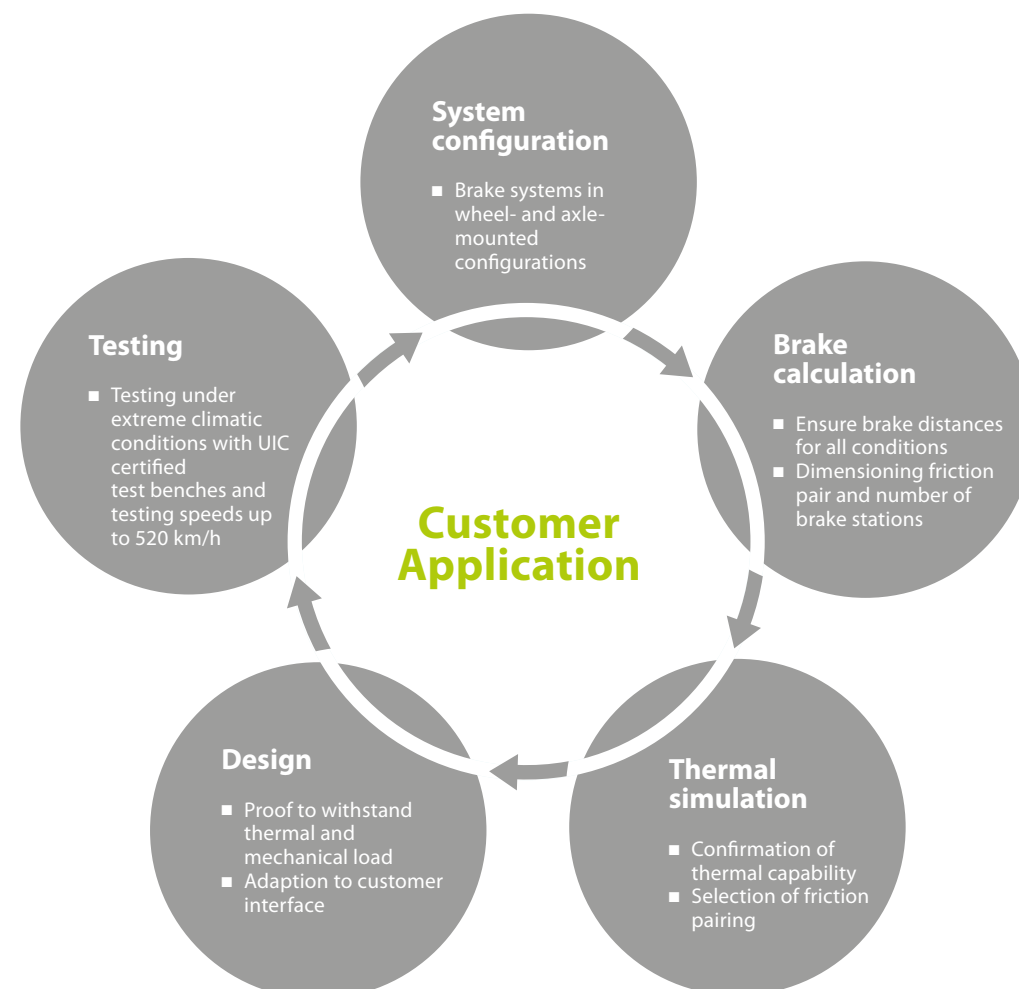 System
configuration
■ Brake systems in
wheel- and axle-
mounted
configurations
Brake
calculation
■ Ensure brake distances
for all conditions
■ Dimensioning friction
pair and number of
brake stations
Thermal
simulation
■ Confirmation of
thermal capability
■ Selection of friction
pairing
Design
■ Proof to withstand
thermal and
mechanical load
■ Adaption to customer
interface
Testing
■ Testing under
extreme climatic
conditions with UIC
certified
test benches and
testing speeds up
to 520 km/h
Customer
Application